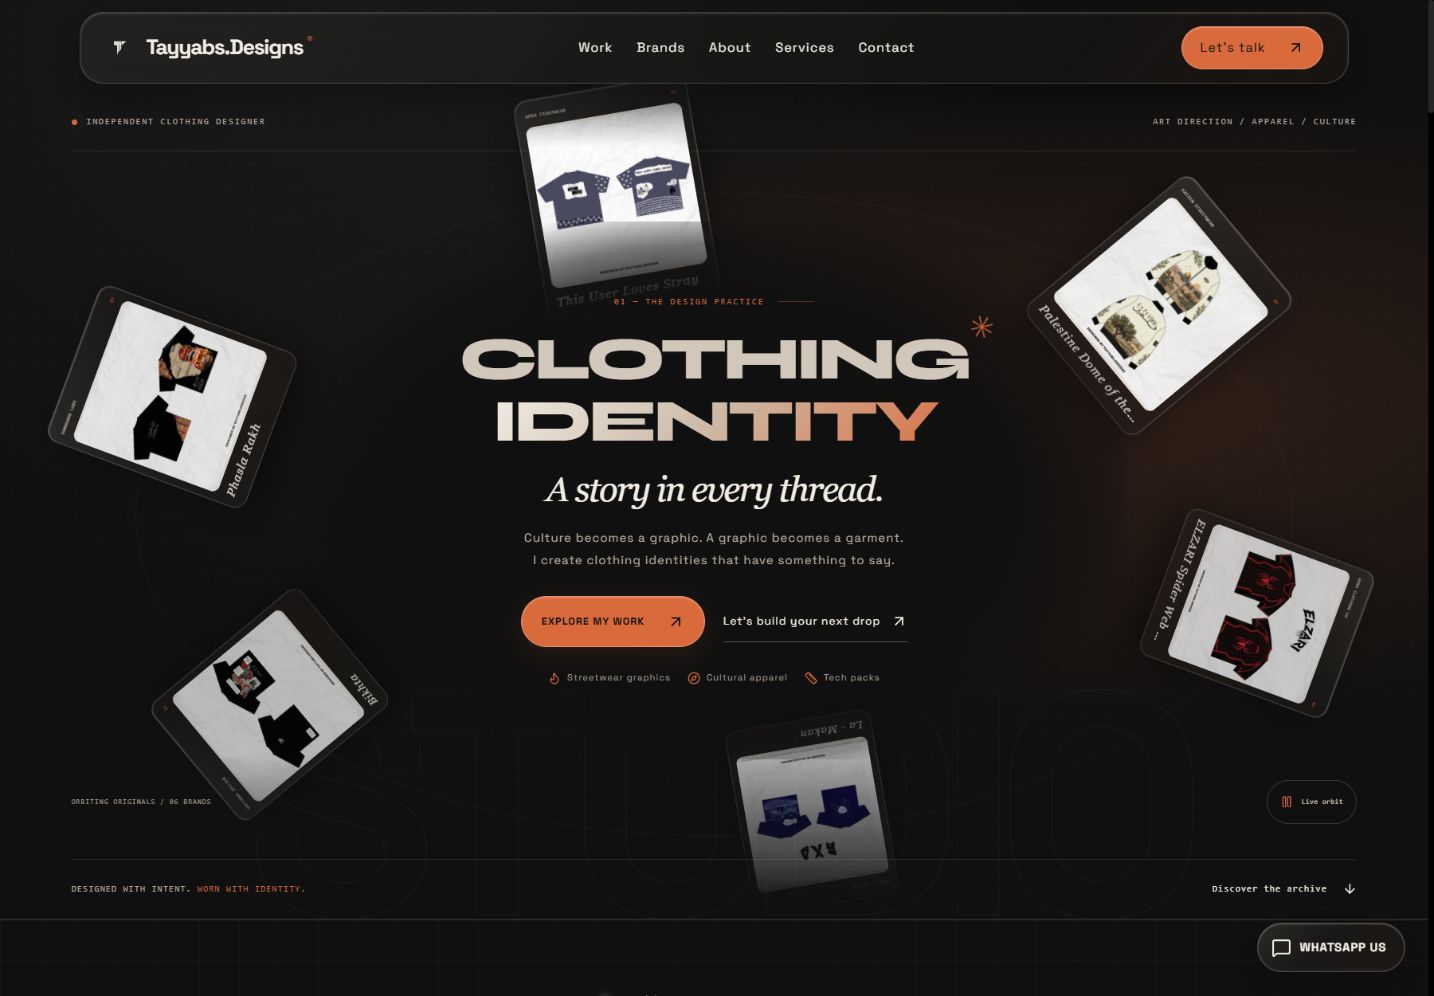 Tayyabs.Designs
Work
Brands
About
Services
Contact
Let's talk
INDEPENDENT CLOTHING DESIGNER
ART DIRECTION / APPAREL / CULTURE
This User Loves Stray
01 — THE DESIGN PRACTICE
CLOTHING
IDENTITY
A story in every thread.
Culture becomes a graphic. A graphic becomes a garment.
I create clothing identities that have something to say.
EXPLORE MY WORK
Let's build your next drop
Streetwear graphics
Cultural apparel
Tech packs
Palestine Dome of the...
Phasla Rakh
ELZARI Spider Web ...
ELZARI
Bikhta
La - Makan
STUDIO
ORBITING ORIGINALS / 06 BRANDS
Live orbit
DESIGNED WITH INTENT. WORN WITH IDENTITY.
Discover the archive
WHATSAPP US